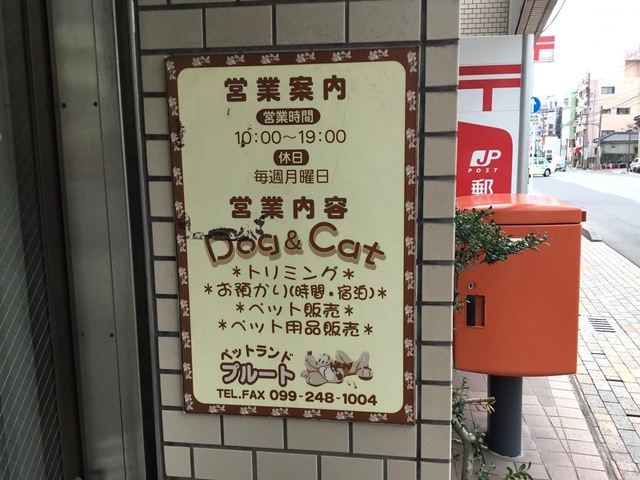 営業案内
営業時間
10:00〜19:00
休日
毎週月曜日
営業内容
Dog & Cat
*トリミング*
*お預かり(時間・宿泊)*
*ペット販売*
*ペット用品販売*
ペットランド
プルート
TEL.FAX 099-248-1004
JP
POST
郵